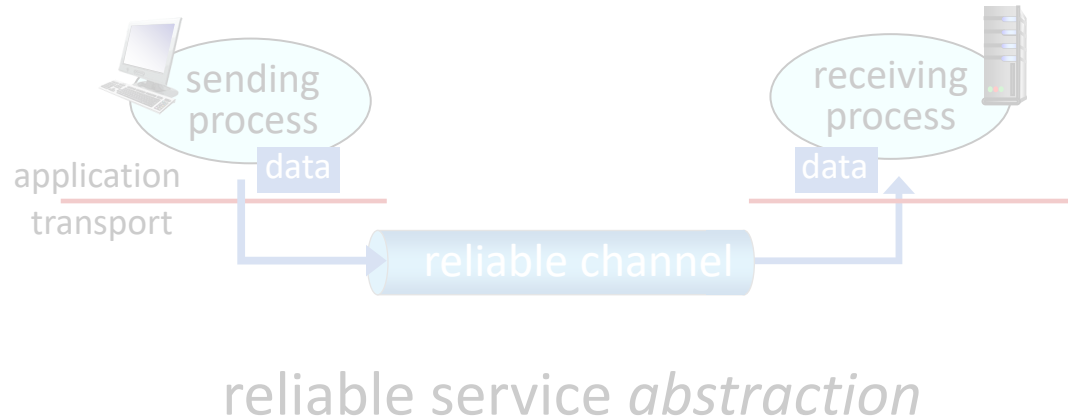 sending
process
receiving
process
data
data
application
transport
reliable channel
reliable service abstraction